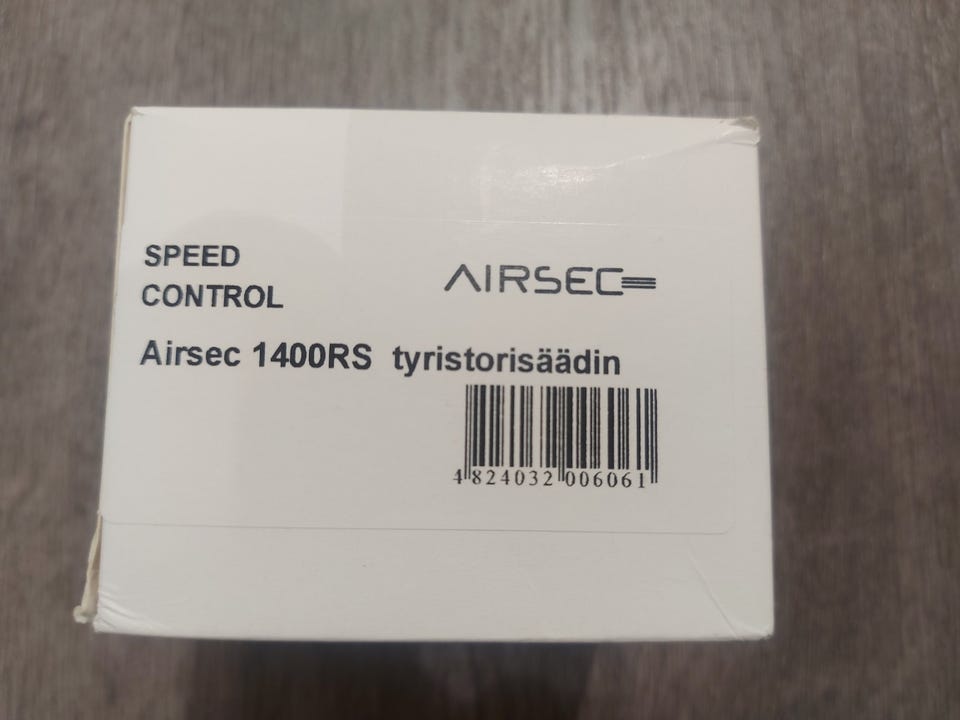 SPEED
CONTROL
AIRSEC
Airsec 1400RS tyristorisäädin
4 824032 006061